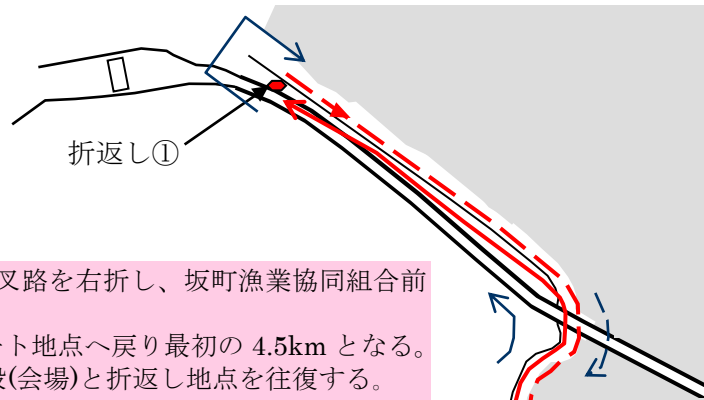 折返し①
叉路を右折し、坂町漁業協同組合前
ート地点へ戻り最初の 4.5km となる。
(会場)と折返し地点を往復する。